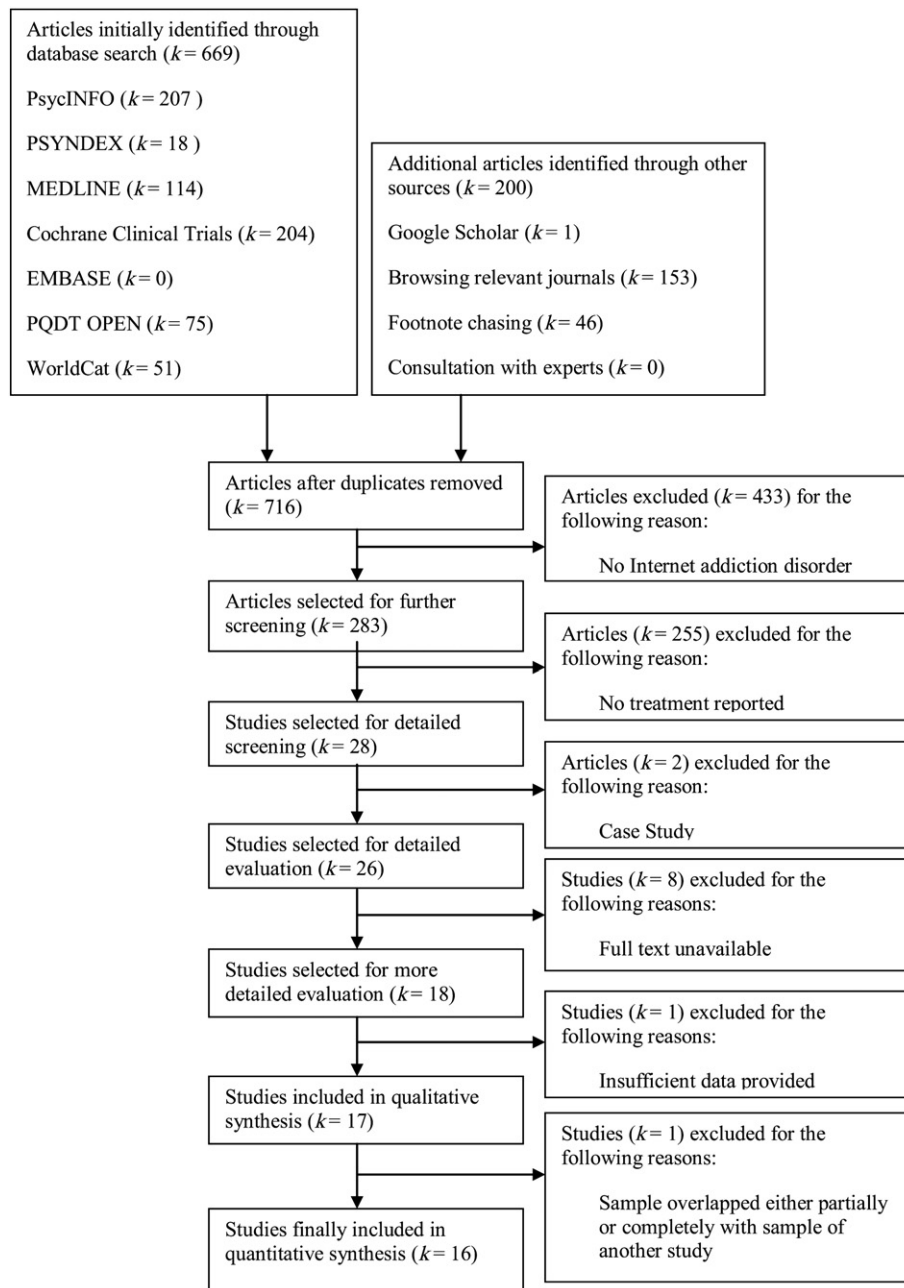 Articles initially identified through
database search (k = 669)
PsycINFO (k = 207 )
PSYNDEX (k = 18 )
MEDLINE (k = 114)
Cochrane Clinical Trials (k = 204)
EMBASE (k = 0)
PQDT OPEN (k = 75)
WorldCat (k = 51)
Additional articles identified through other
sources (k = 200)
Google Scholar (k = 1)
Browsing relevant journals (k = 153)
Footnote chasing (k = 46)
Consultation with experts (k = 0)
Articles after duplicates removed
(k = 716)
Articles excluded (k = 433) for the
following reason:
No Internet addiction disorder
Articles selected for further
screening (k = 283)
Articles (k = 255) excluded for the
following reason:
No treatment reported
Studies selected for detailed
screening (k = 28)
Articles (k = 2) excluded for the
following reason:
Case Study
Studies selected for detailed
evaluation (k = 26)
Studies (k = 8) excluded for the
following reasons:
Full text unavailable
Studies selected for more
detailed evaluation (k = 18)
Studies (k = 1) excluded for the
following reasons:
Insufficient data provided
Studies included in qualitative
synthesis (k = 17)
Studies (k = 1) excluded for the
following reasons:
Sample overlapped either partially
or completely with sample of
another study
Studies finally included in
quantitative synthesis (k = 16)